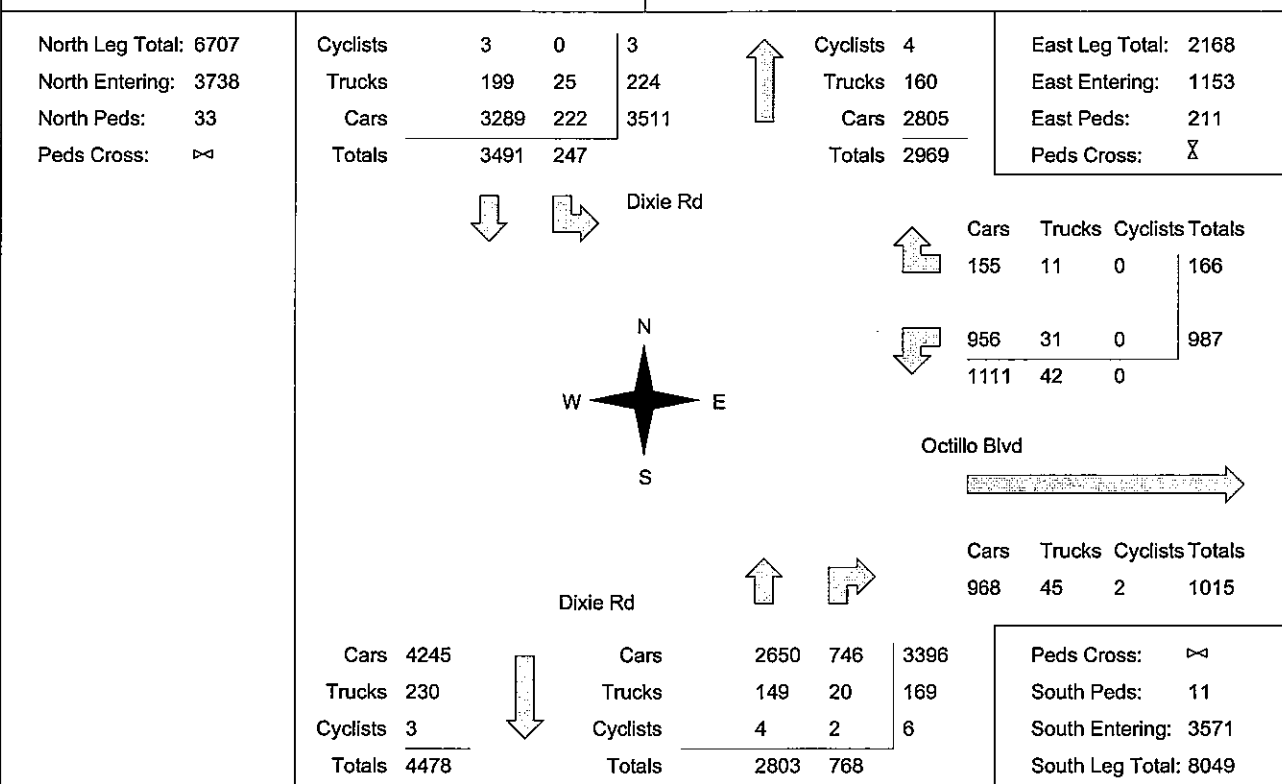 North Leg Total: 6707
North Entering: 3738
North Peds: 33
Peds Cross: ⋈
Cyclists 3 0 3
Trucks 199 25 224
Cars 3289 222 3511
Totals 3491 247
Cyclists 4
Trucks 160
Cars 2805
Totals 2969
East Leg Total: 2168
East Entering: 1153
East Peds: 211
Peds Cross: ⧖
Dixie Rd
Cars Trucks Cyclists Totals
155 11 0 166
956 31 0 987
1111 42 0
N
W E
S
Octillo Blvd
Cars Trucks Cyclists Totals
968 45 2 1015
Dixie Rd
Cars 4245
Trucks 230
Cyclists 3
Totals 4478
Cars 2650 746 3396
Trucks 149 20 169
Cyclists 4 2 6
Totals 2803 768
Peds Cross: ⋈
South Peds: 11
South Entering: 3571
South Leg Total: 8049